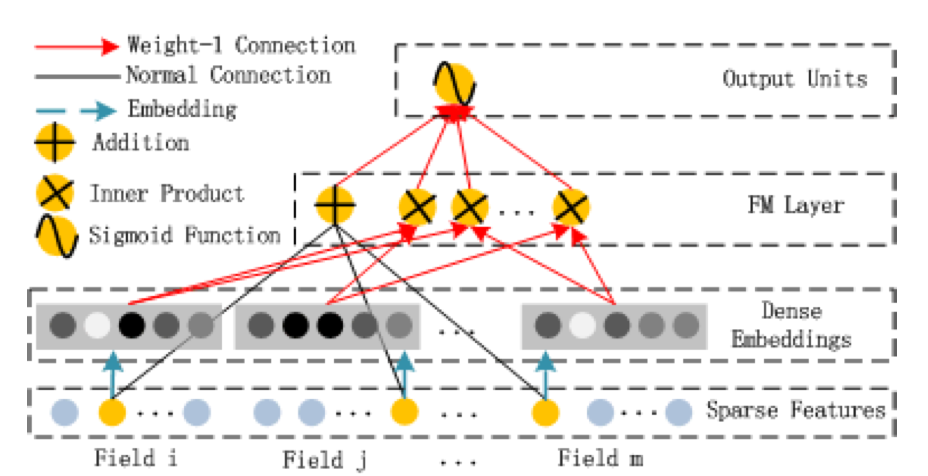 Weight-1 Connection
Normal Connection
Embedding
Addition
Inner Product
Sigmoid Function
Output Units
FM Layer
...
Dense
Embeddings
...
Sparse Features
... ... ... ... ...
Field i Field j ... Field m